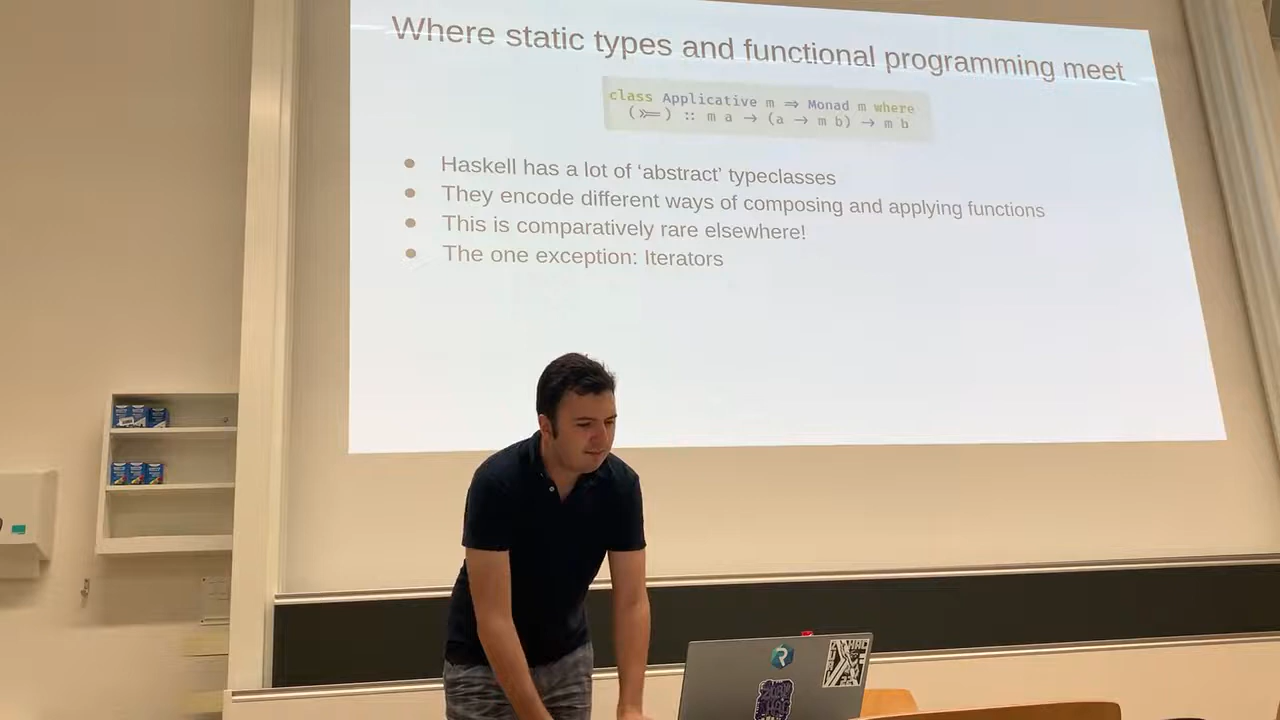 Where static types and functional programming meet
class Applicative m ⇒ Monad m where
(>>=) :: m a → (a → m b) → m b
• Haskell has a lot of ‘abstract’ typeclasses
• They encode different ways of composing and applying functions
• This is comparatively rare elsewhere!
• The one exception: Iterators